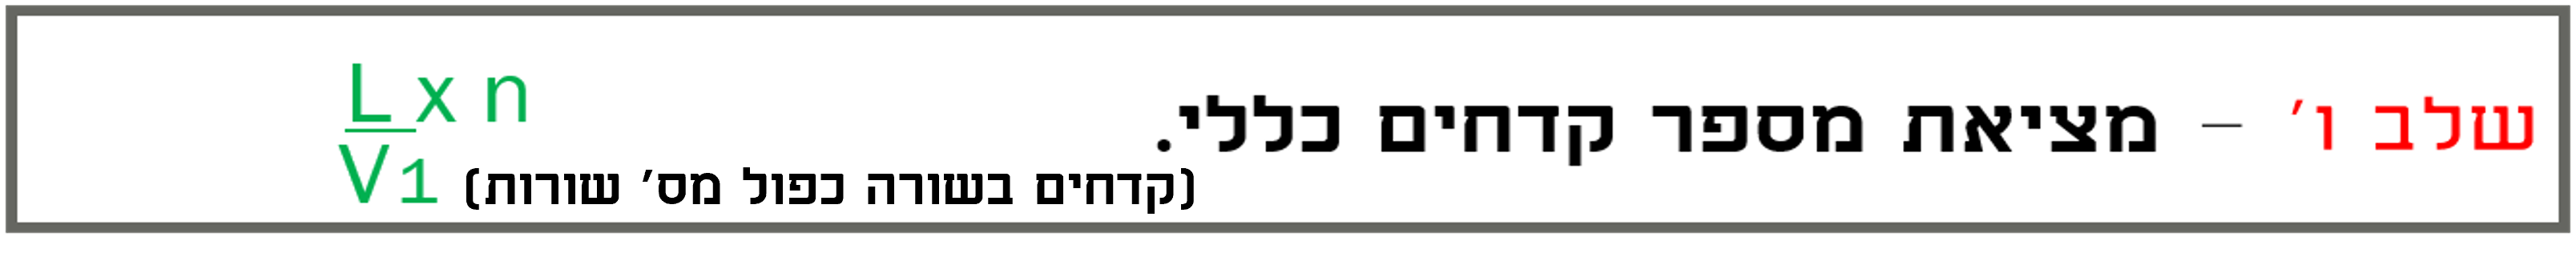 שלב ו' – מציאת מספר קדחים כללי.
L x n
V1
(קדחים בשורה כפול מס' שורות)